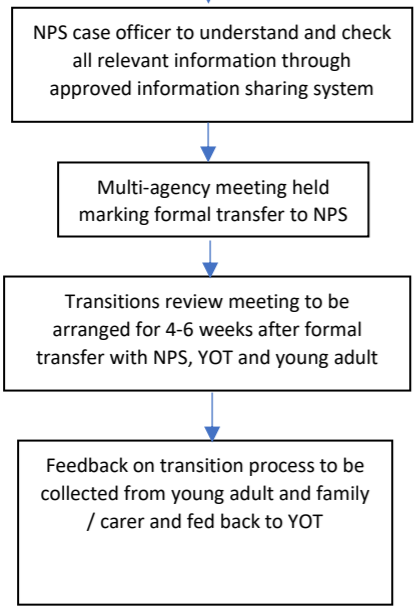 NPS case officer to understand and check
all relevant information through
approved information sharing system
Multi-agency meeting held
marking formal transfer to NPS
Transitions review meeting to be
arranged for 4-6 weeks after formal
transfer with NPS, YOT and young adult
Feedback on transition process to be
collected from young adult and family
/ carer and fed back to YOT